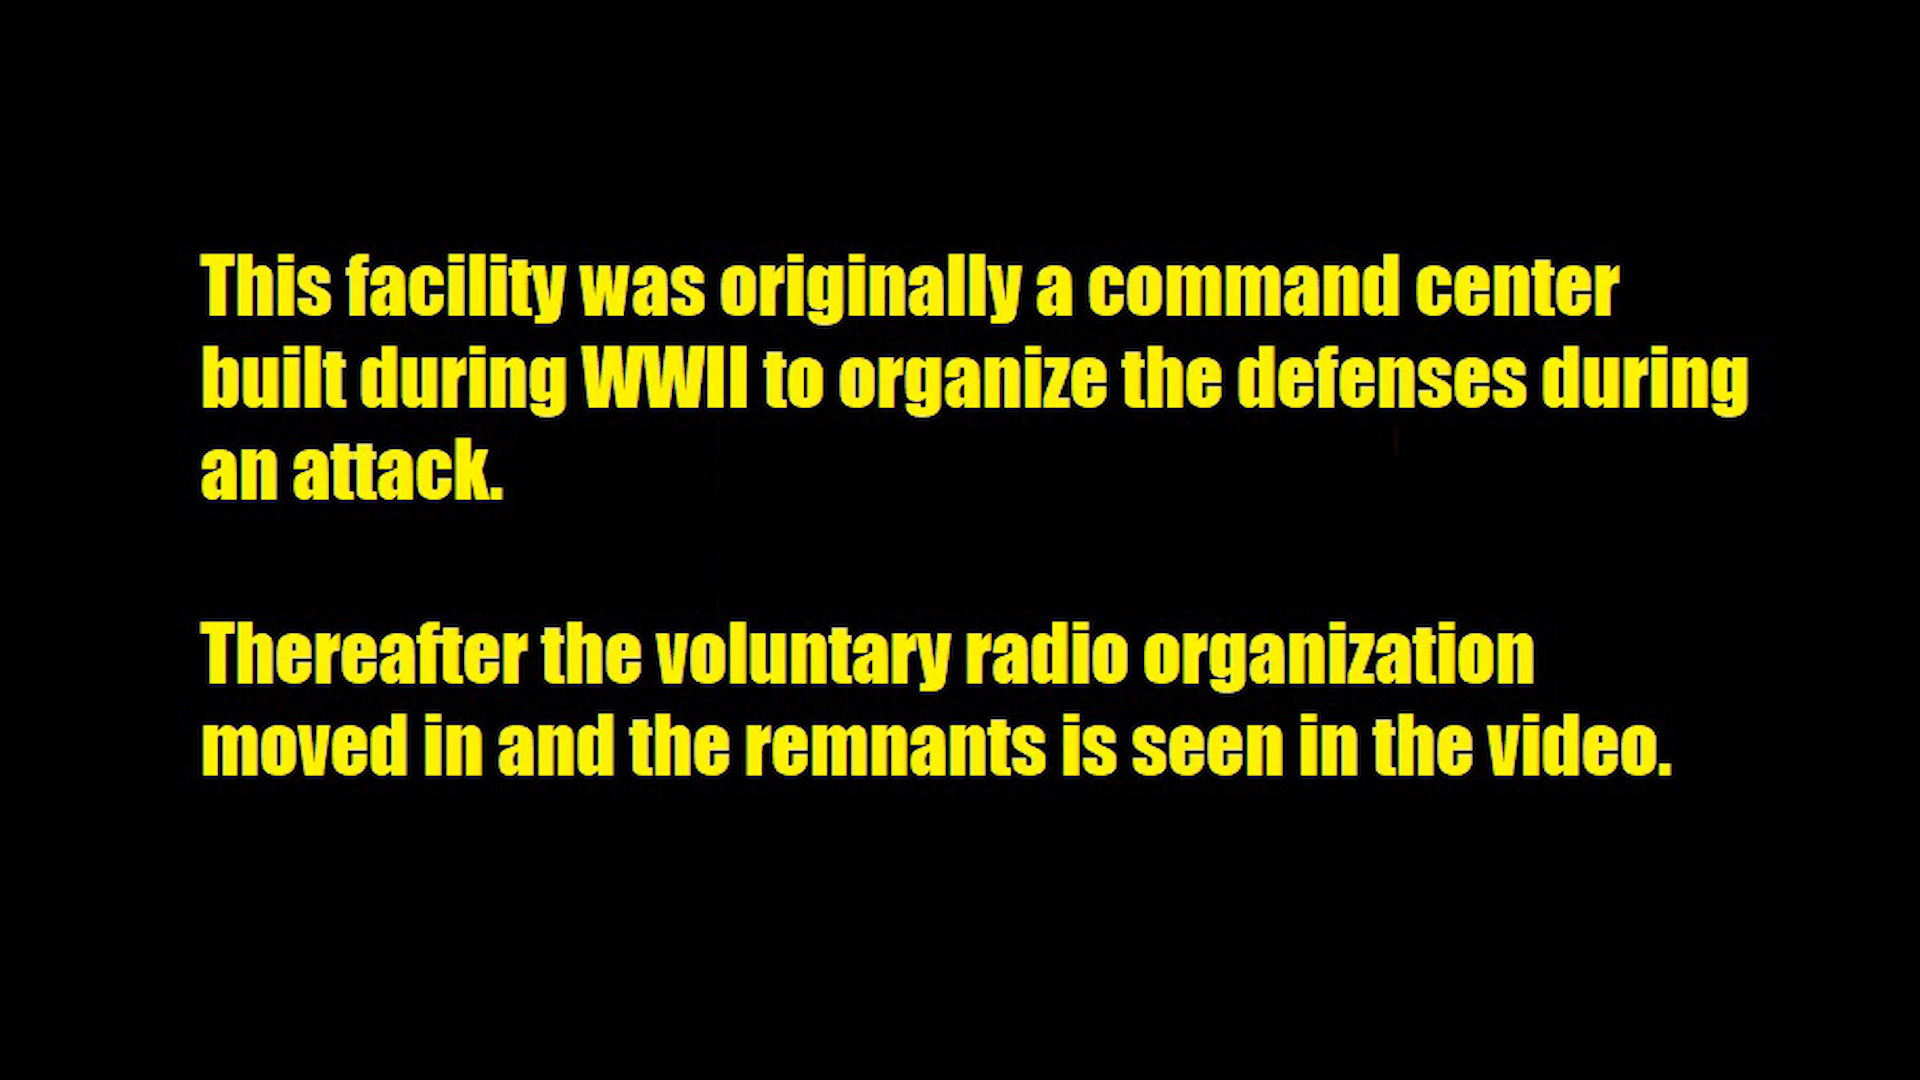 This facility was originally a command center
built during WWII to organize the defenses during
an attack.
Thereafter the voluntary radio organization
moved in and the remnants is seen in the video.